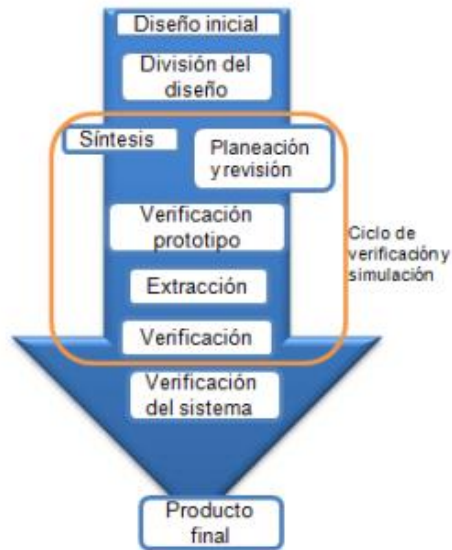 Diseño inicial
División del
diseño
Síntesis
Planeación
y revisión
Verificación
prototipo
Ciclo de
verificación y
simulación
Extracción
Verificación
Verificación
del sistema
Producto
final